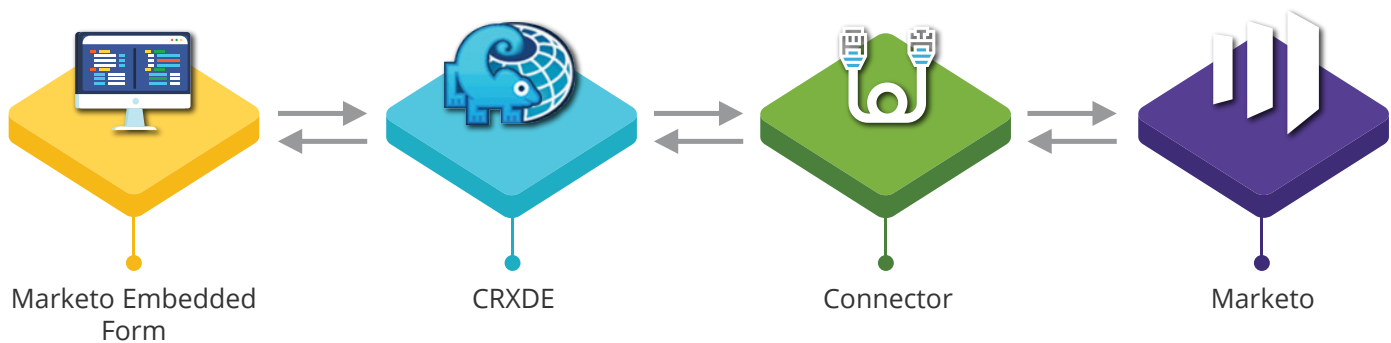 Marketo Embedded
Form
CRXDE
Connector
Marketo